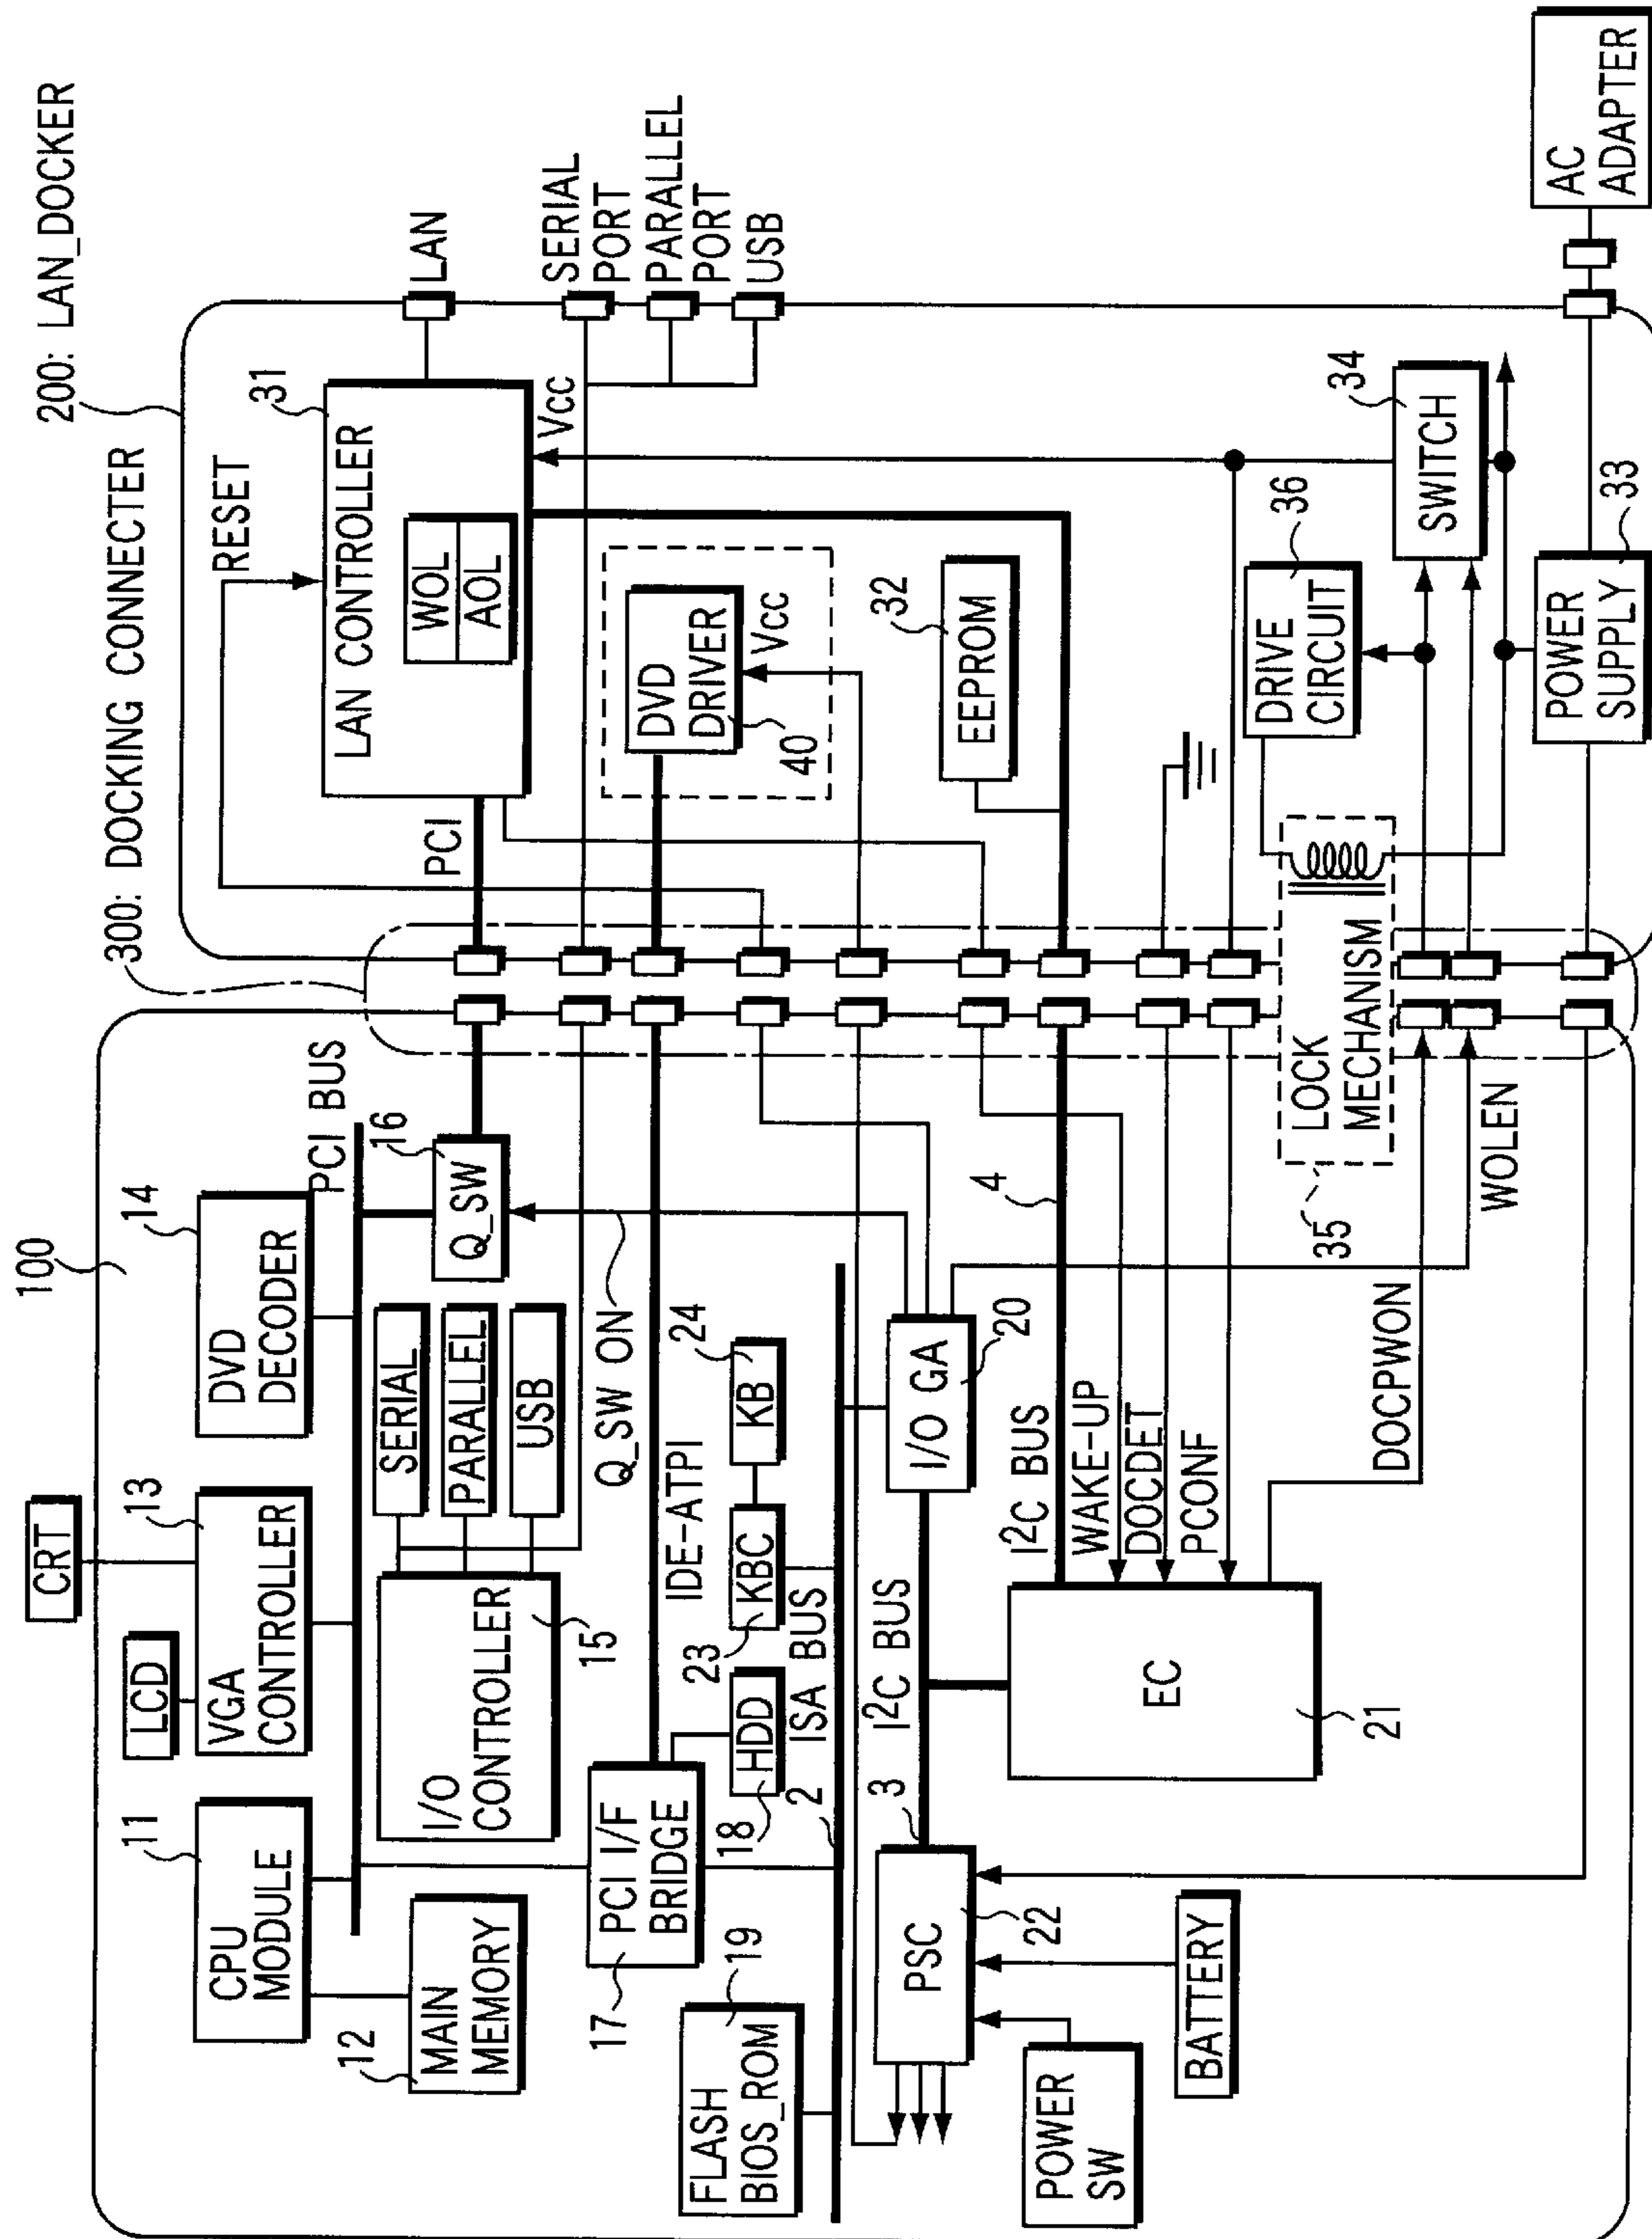 200: LAN_DOCKER
300: DOCKING CONNECTER
100
CRT
LCD
11
CPU
MODULE
12
MAIN
MEMORY
13
VGA
CONTROLLER
14
DVD
DECODER
PCI BUS
16
Q_SW
I/O
CONTROLLER
15
SERIAL
PARALLEL
USB
Q_SW ON
17
PCI I/F
BRIDGE
IDE-ATPI
18
HDD
23
KBC
24
KB
19
FLASH
BIOS_ROM
2
ISA BUS
I/O GA
20
3
I²C BUS
PSC
22
EC
21
4
I²C BUS
WAKE-UP
DOCDET
PCONF
DOCPWON
WOLEN
POWER
SW
BATTERY
35
LOCK
MECHANISM
RESET
PCI
31
LAN CONTROLLER
WOL
AOL
Vcc
LAN
SERIAL
PORT
PARALLEL
PORT
USB
DVD
DRIVER
40
Vcc
32
EEPROM
36
DRIVE
CIRCUIT
34
SWITCH
33
POWER
SUPPLY
AC
ADAPTER